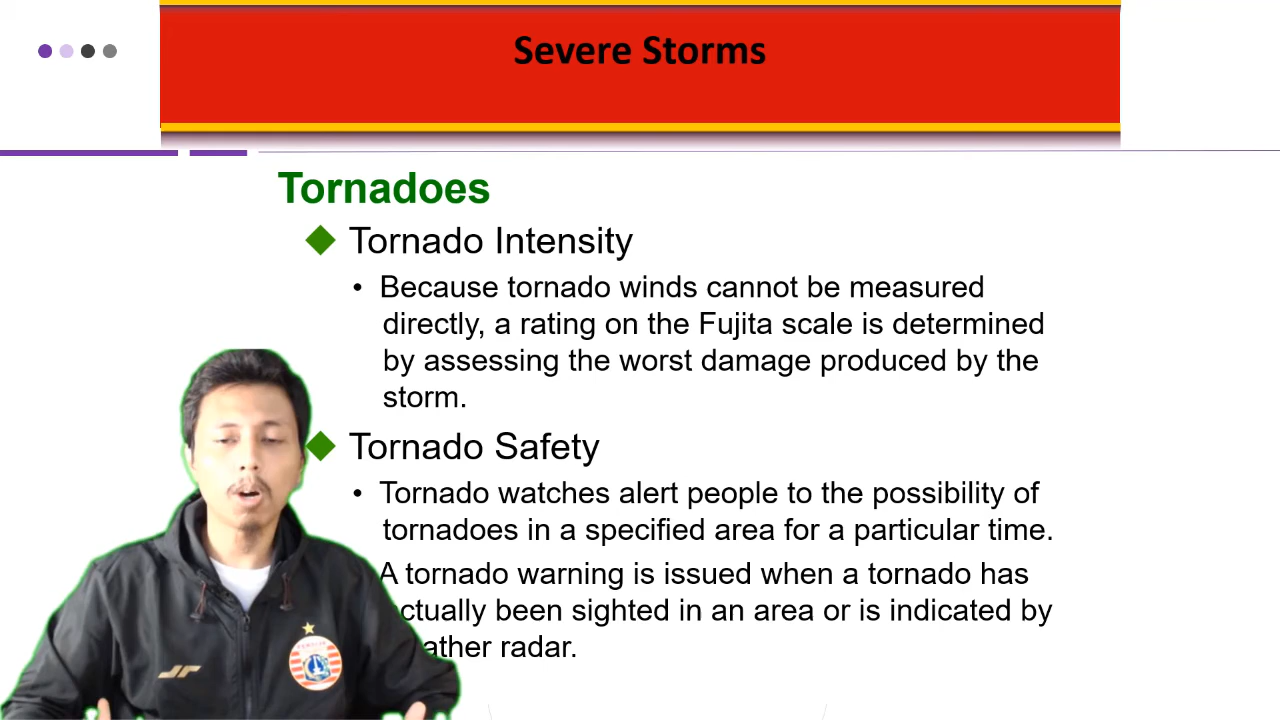 Severe Storms
Tornadoes
Tornado Intensity
• Because tornado winds cannot be measured
directly, a rating on the Fujita scale is determined
by assessing the worst damage produced by the
storm.
Tornado Safety
• Tornado watches alert people to the possibility of
tornadoes in a specified area for a particular time.
A tornado warning is issued when a tornado has
been sighted in an area or is indicated by
radar.